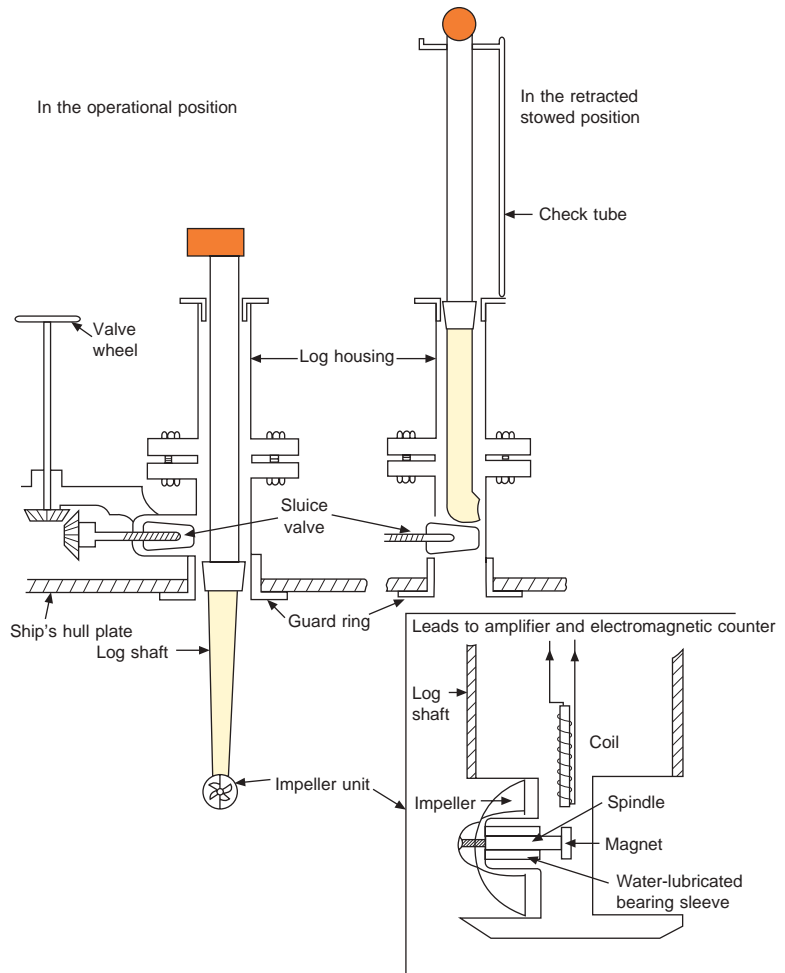 In the operational position
In the retracted
stowed position
Check tube
Valve
wheel
Log housing
Sluice
valve
Ship's hull plate
Guard ring
Log shaft
Impeller unit
Leads to amplifier and electromagnetic counter
Log
shaft
Coil
Impeller
Spindle
Magnet
Water-lubricated
bearing sleeve